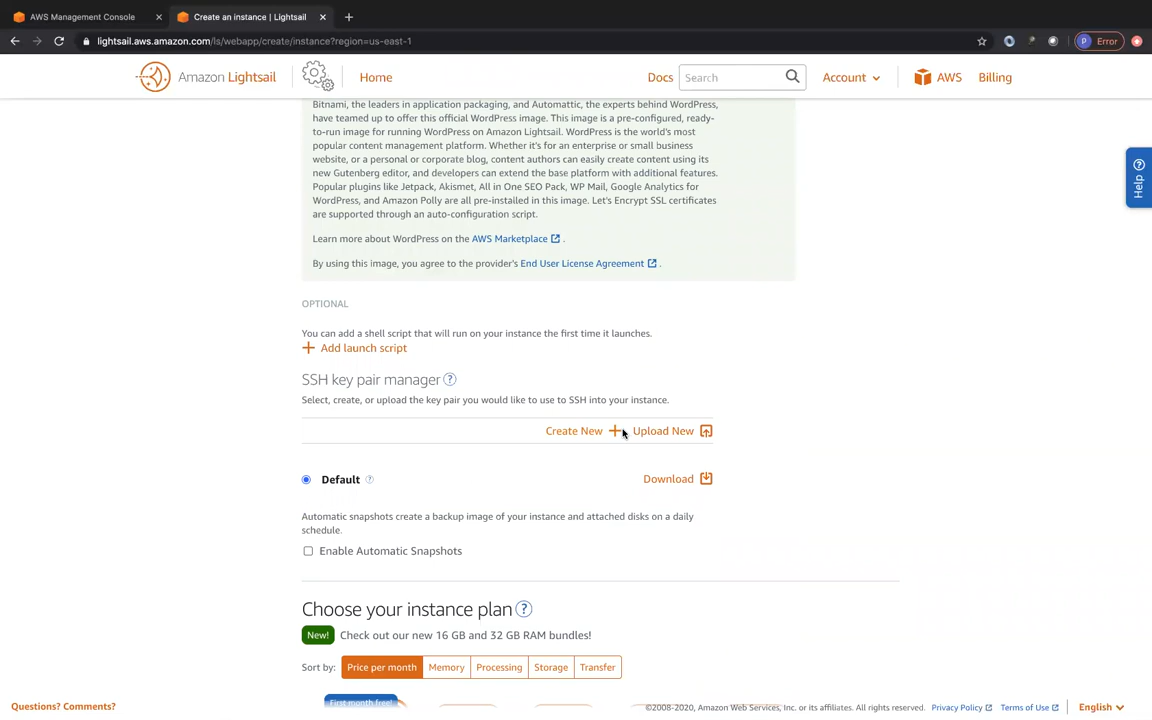 AWS Management Console
Create an instance | Lightsail
lightsail.aws.amazon.com/ls/webapp/create/instance?region=us-east-1
P Error
Amazon Lightsail
Home
Docs
Search
Account
AWS
Billing
Bitnami, the leaders in application packaging, and Automattic, the experts behind WordPress,
have teamed up to offer this official WordPress image. This image is a pre-configured, ready-
to-run image for running WordPress on Amazon Lightsail. WordPress is the world's most
popular content management platform. Whether it's for an enterprise or small business
website, or a personal or corporate blog, content authors can easily create content using its
new Gutenberg editor, and developers can extend the base platform with additional features.
Popular plugins like Jetpack, Akismet, All in One SEO Pack, WP Mail, Google Analytics for
WordPress, and Amazon Polly are all pre-installed in this image. Let's Encrypt SSL certificates
are supported through an auto-configuration script.
Learn more about WordPress on the AWS Marketplace .
By using this image, you agree to the provider's End User License Agreement .
Help ?
OPTIONAL
You can add a shell script that will run on your instance the first time it launches.
+ Add launch script
SSH key pair manager ?
Select, create, or upload the key pair you would like to use to SSH into your instance.
Create New + Upload New
Default ? Download
Automatic snapshots create a backup image of your instance and attached disks on a daily
schedule.
Enable Automatic Snapshots
Choose your instance plan ?
New! Check out our new 16 GB and 32 GB RAM bundles!
Sort by: Price per month Memory Processing Storage Transfer
First month free!
Questions? Comments?
©2008-2020, Amazon Web Services, Inc. or its affiliates. All rights reserved. Privacy Policy Terms of Use English